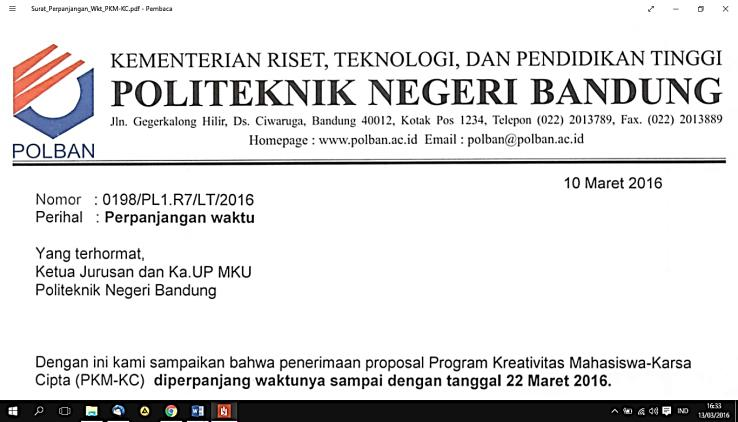 Surat_Perpanjangan_Wkt_PKM-KC.pdf - Pembaca
KEMENTERIAN RISET, TEKNOLOGI, DAN PENDIDIKAN TINGGI
POLITEKNIK NEGERI BANDUNG
Jln. Gegerkalong Hilir, Ds. Ciwaruga, Bandung 40012, Kotak Pos 1234, Telepon (022) 2013789, Fax. (022) 2013889
Homepage : www.polban.ac.id Email : polban@polban.ac.id
POLBAN
10 Maret 2016
Nomor : 0198/PL1.R7/LT/2016
Perihal : Perpanjangan waktu
Yang terhormat,
Ketua Jurusan dan Ka.UP MKU
Politeknik Negeri Bandung
Dengan ini kami sampaikan bahwa penerimaan proposal Program Kreativitas Mahasiswa-Karsa
Cipta (PKM-KC) diperpanjang waktunya sampai dengan tanggal 22 Maret 2016.
IND
16:33
13/03/2016